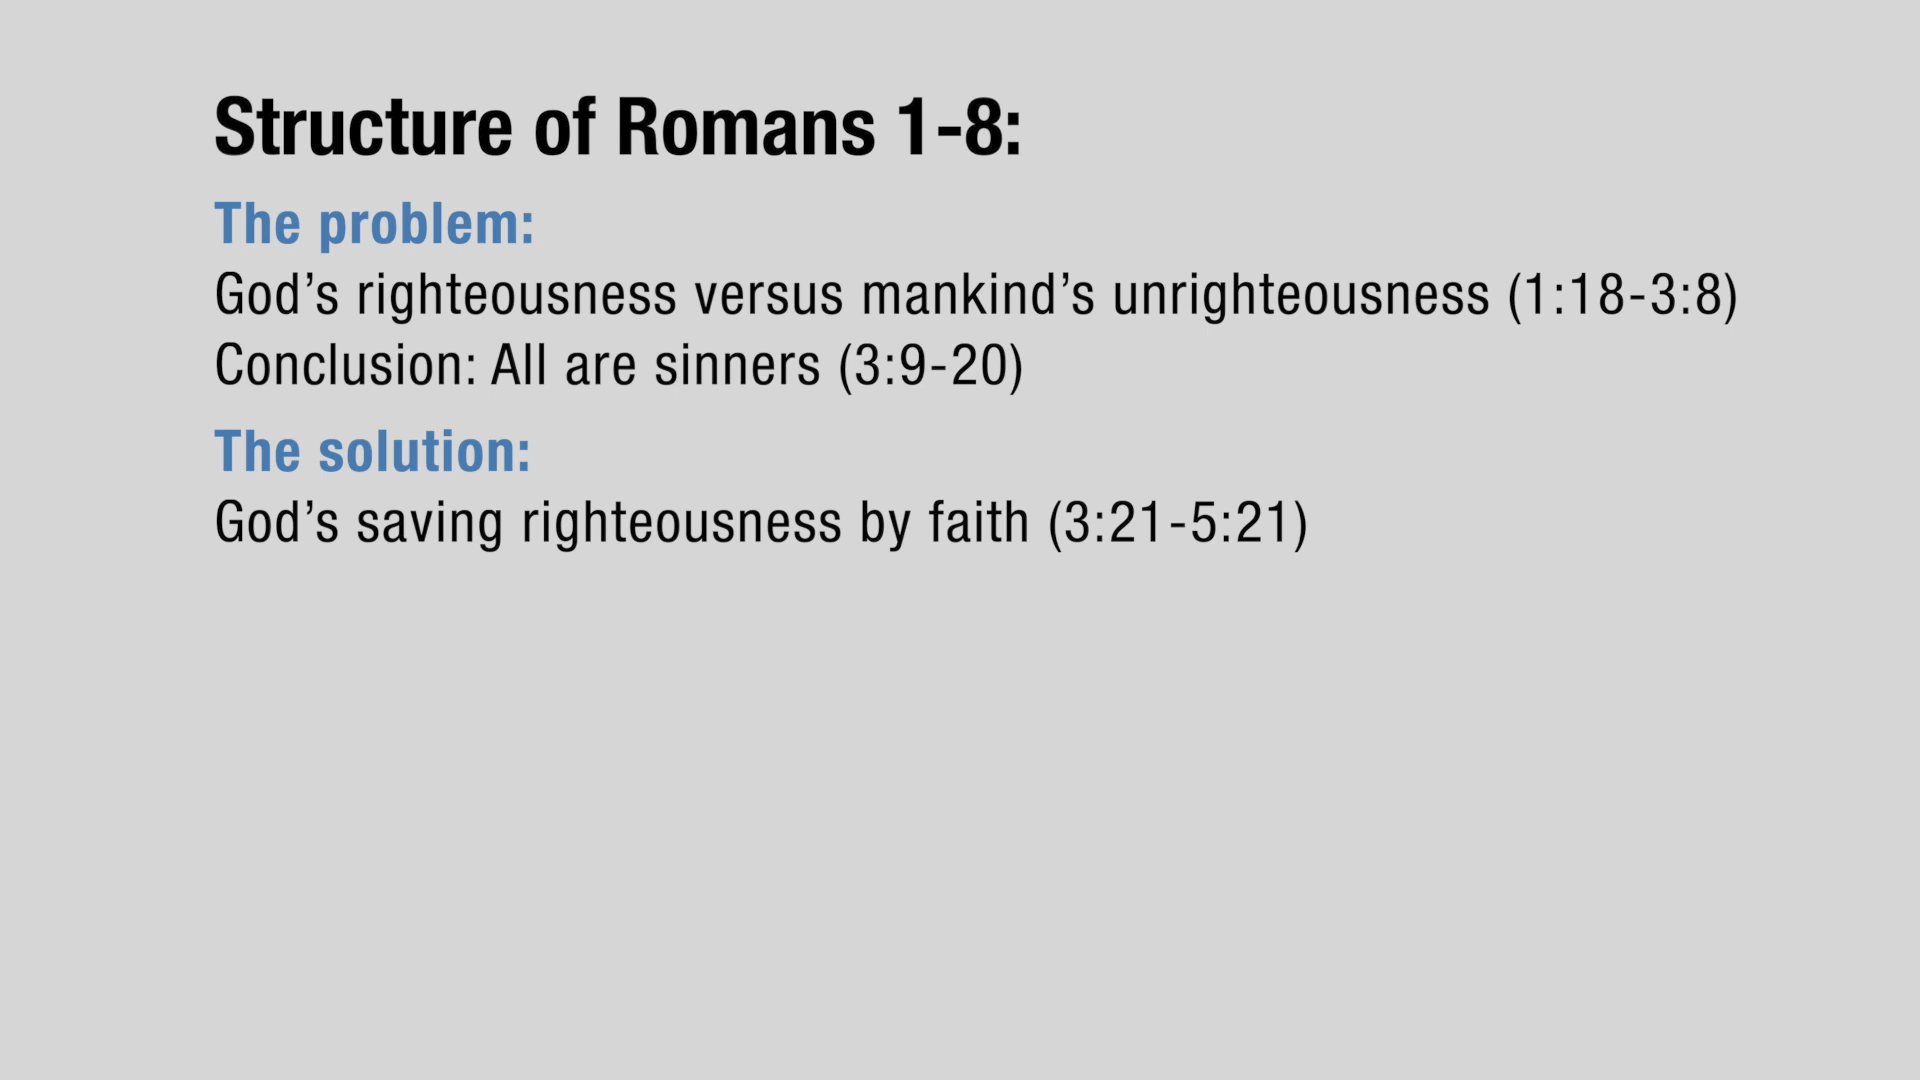 Structure of Romans 1-8:
The problem:
God’s righteousness versus mankind’s unrighteousness (1:18-3:8)
Conclusion: All are sinners (3:9-20)
The solution:
God’s saving righteousness by faith (3:21-5:21)